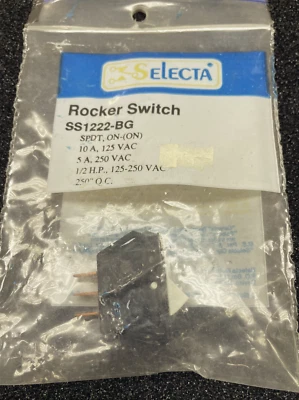 SELECTA
Rocker Switch
SS1222-BG
SPDT, ON-(ON)
10 A, 125 VAC
5 A, 250 VAC
1/2 H.P., 125-250 VAC
.250" Q.C.